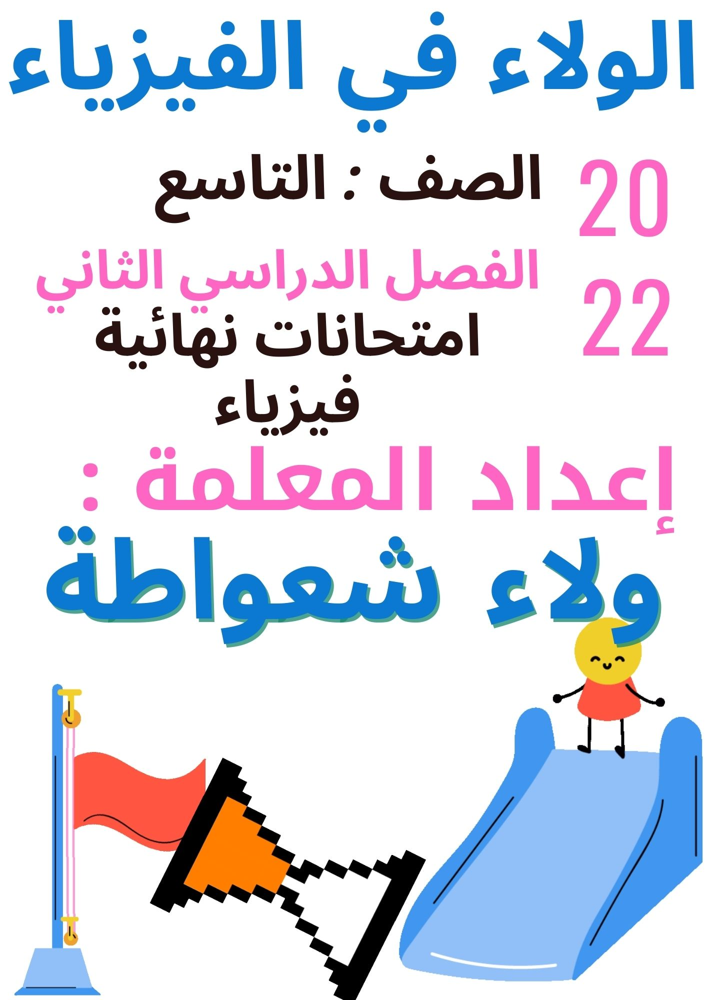 الولاء في الفيزياء
20
الصف : التاسع
22
الفصل الدراسي الثاني
امتحانات نهائية
فيزياء
إعداد المعلمة :
ولاء شعواطة